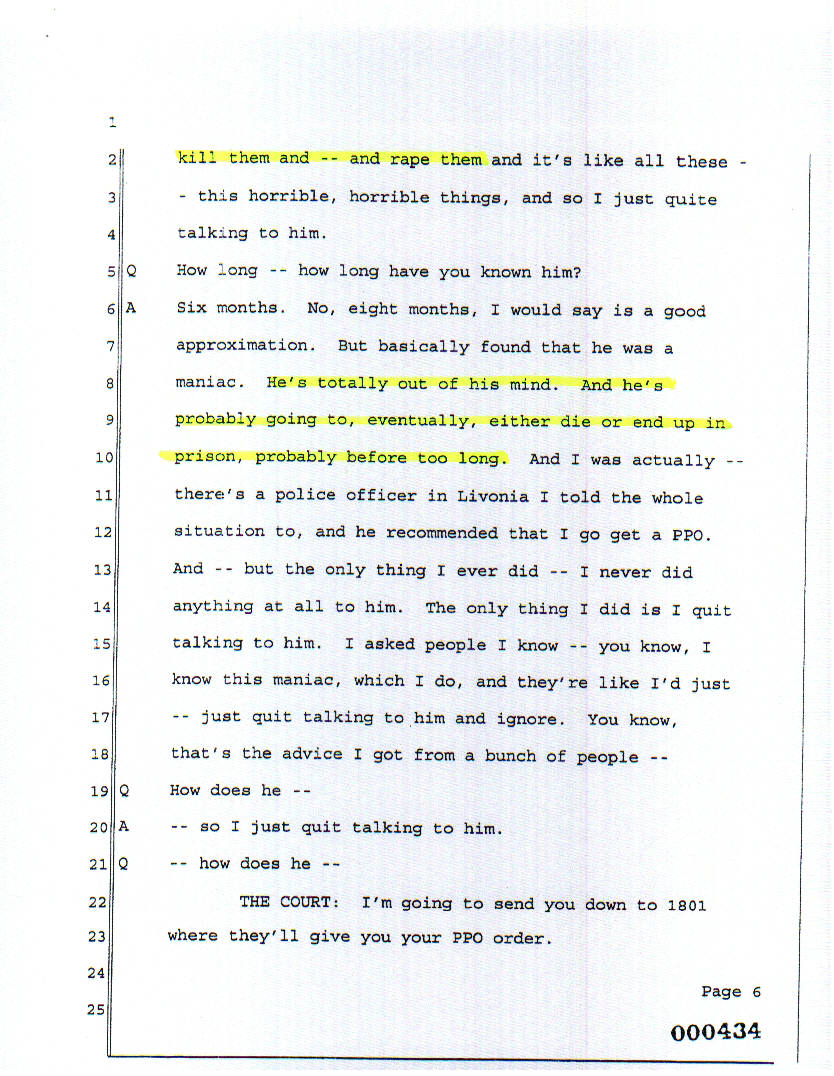 1
2 kill them and -- and rape them and it's like all these -
3 - this horrible, horrible things, and so I just quite
4 talking to him.
5 Q How long -- how long have you known him?
6 A Six months. No, eight months, I would say is a good
7 approximation. But basically found that he was a
8 maniac. He's totally out of his mind. And he's
9 probably going to, eventually, either die or end up in
10 prison, probably before too long. And I was actually --
11 there's a police officer in Livonia I told the whole
12 situation to, and he recommended that I go get a PPO.
13 And -- but the only thing I ever did -- I never did
14 anything at all to him. The only thing I did is I quit
15 talking to him. I asked people I know -- you know, I
16 know this maniac, which I do, and they're like I'd just
17 -- just quit talking to him and ignore. You know,
18 that's the advice I got from a bunch of people --
19 Q How does he --
20 A -- so I just quit talking to him.
21 Q -- how does he --
22 THE COURT: I'm going to send you down to 1801
23 where they'll give you your PPO order.
24
Page 6
25
000434